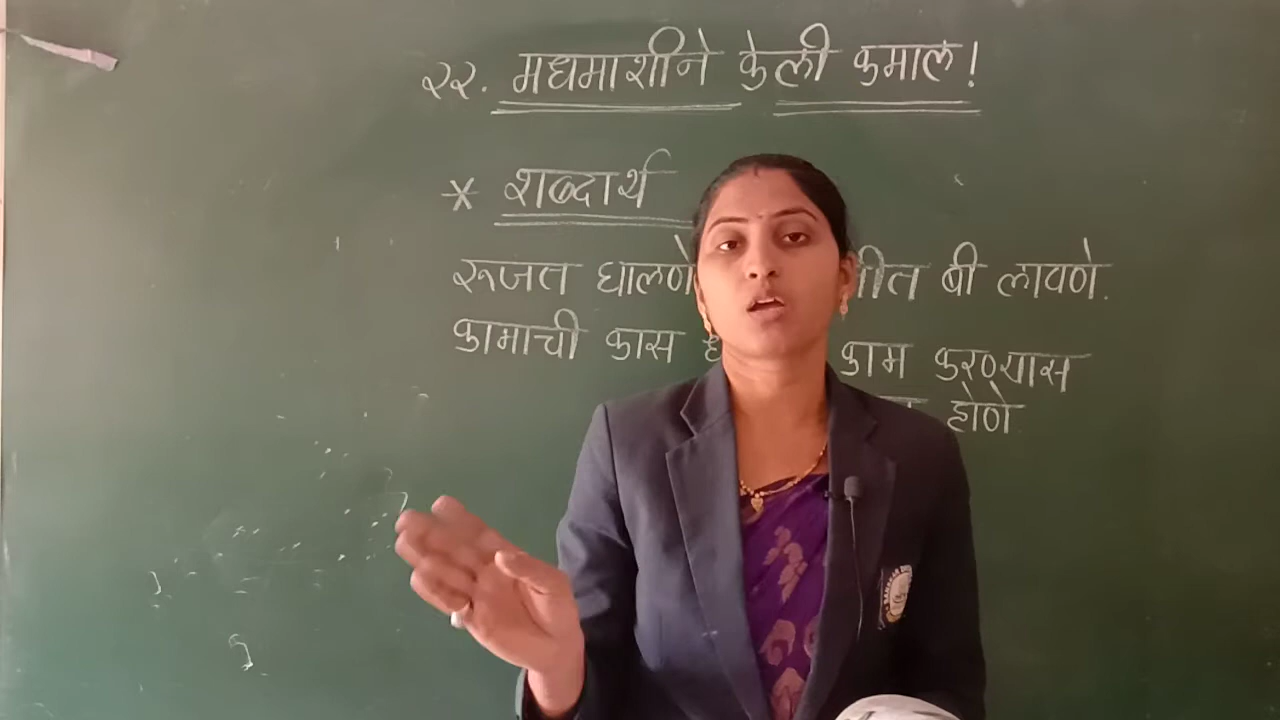 २२. मधमाशीने केली कमाल!
* शब्दार्थ
रूजत घालणे बी लावणे.
कामाची कास काम करण्यास
होणे